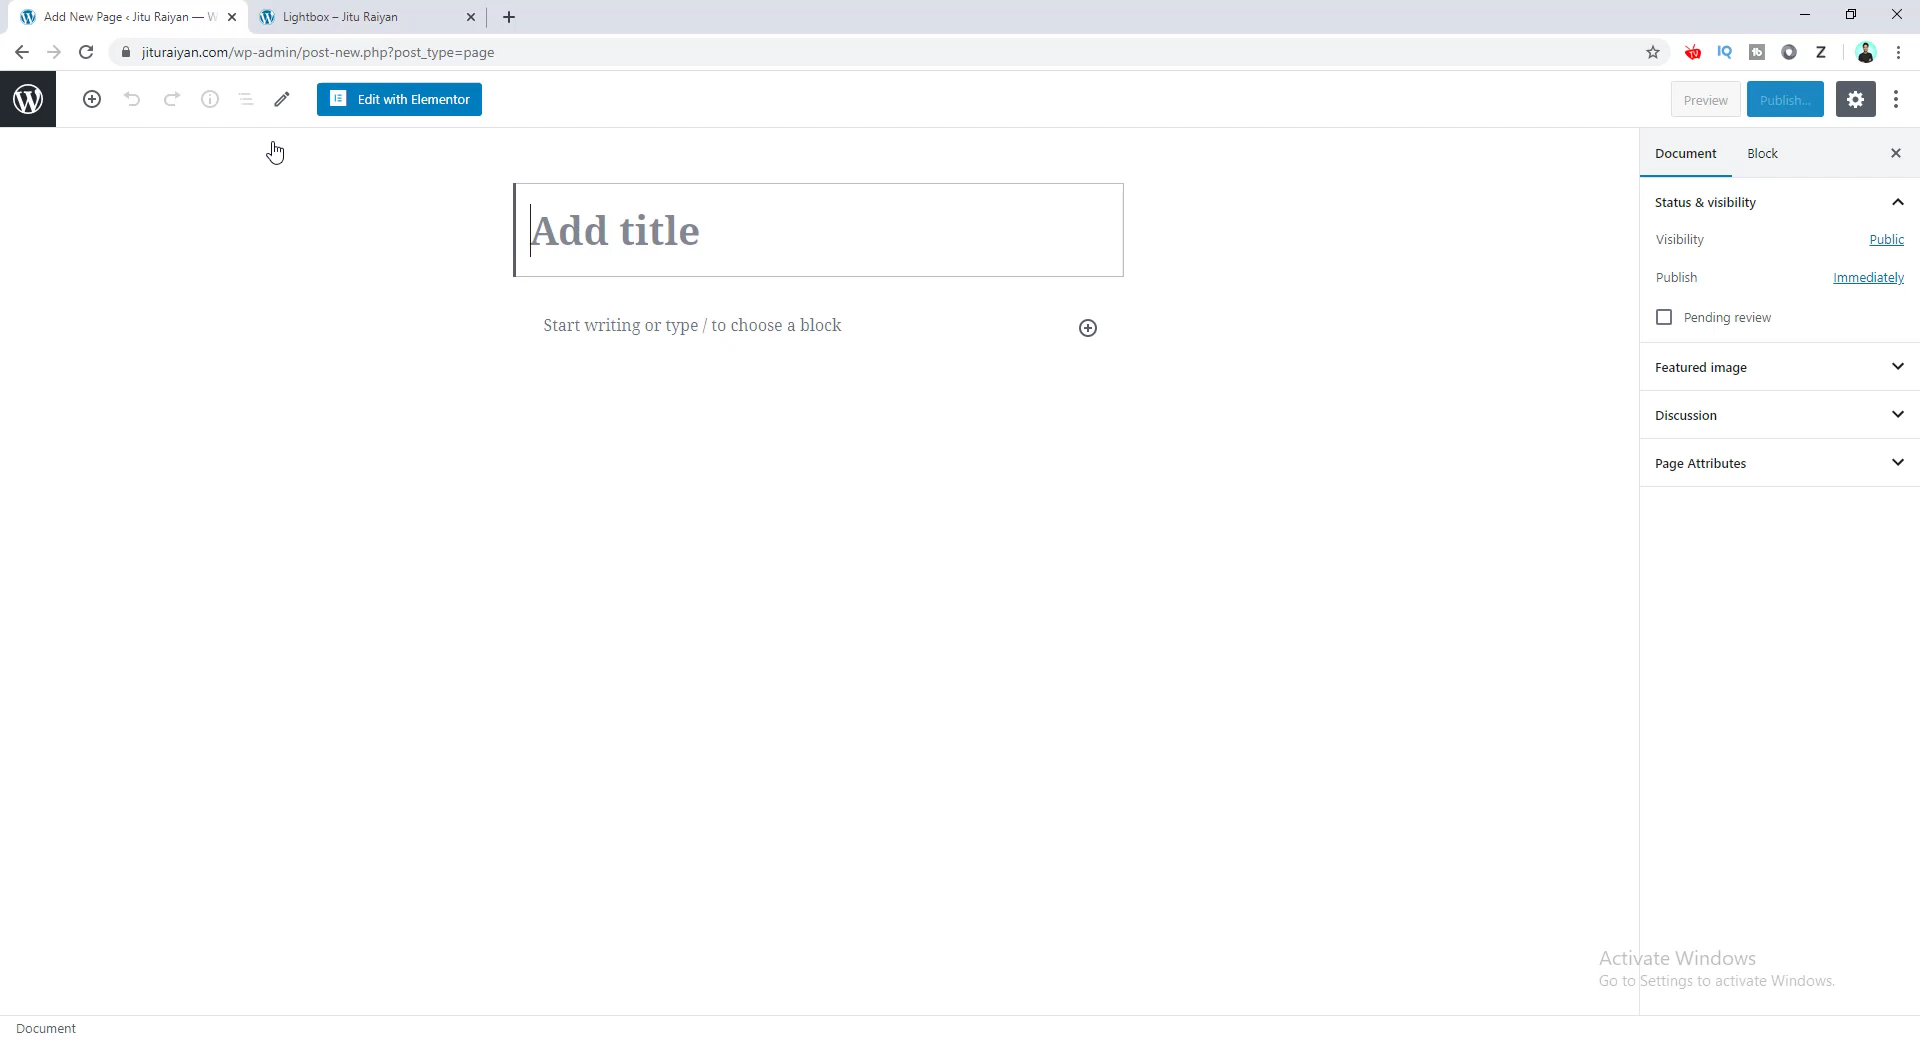 Add New Page ‹ Jitu Raiyan — W
Lightbox – Jitu Raiyan
jituraiyan.com/wp-admin/post-new.php?post_type=page
IQ
tb
Z
Edit with Elementor
Preview
Publish...
Document
Block
Add title
Start writing or type / to choose a block
Status & visibility
Visibility
Public
Publish
Immediately
Pending review
Featured image
Discussion
Page Attributes
Activate Windows
Go to Settings to activate Windows.
Document